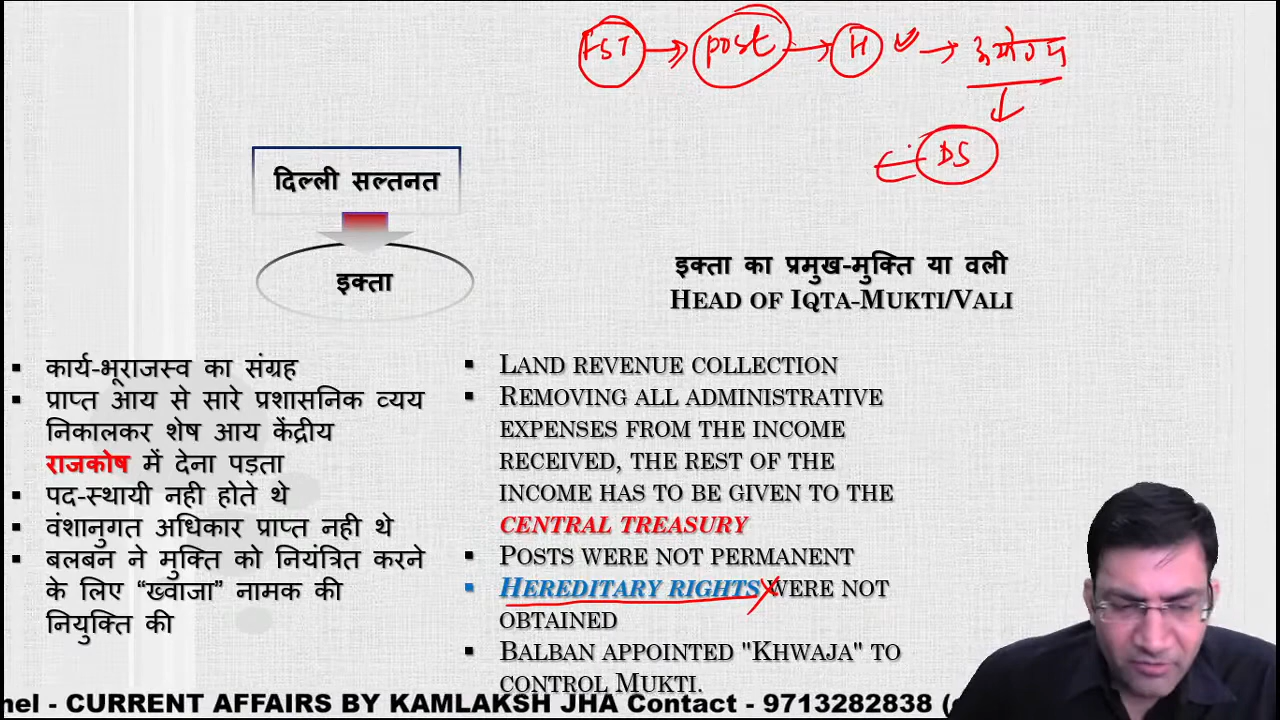 FST → post → H → अयोग्य
DS
दिल्ली सल्तनत
इक्ता
इक्ता का प्रमुख-मुक्ति या वली
HEAD OF IQTA-MUKTI/VALI
▪ कार्य-भूराजस्व का संग्रह
▪ प्राप्त आय से सारे प्रशासनिक व्यय
निकालकर शेष आय केंद्रीय
राजकोष में देना पड़ता
▪ पद-स्थायी नही होते थे
▪ वंशानुगत अधिकार प्राप्त नही थे
▪ बलबन ने मुक्ति को नियंत्रित करने
के लिए “ख्वाजा” नामक की
नियुक्ति की
▪ LAND REVENUE COLLECTION
▪ REMOVING ALL ADMINISTRATIVE
EXPENSES FROM THE INCOME
RECEIVED, THE REST OF THE
INCOME HAS TO BE GIVEN TO THE
CENTRAL TREASURY
▪ POSTS WERE NOT PERMANENT
▪ HEREDITARY RIGHTS WERE NOT
OBTAINED
▪ BALBAN APPOINTED "KHWAJA" TO
CONTROL MUKTI.
nel - CURRENT AFFAIRS BY KAMLAKSH JHA Contact - 9713282838 (